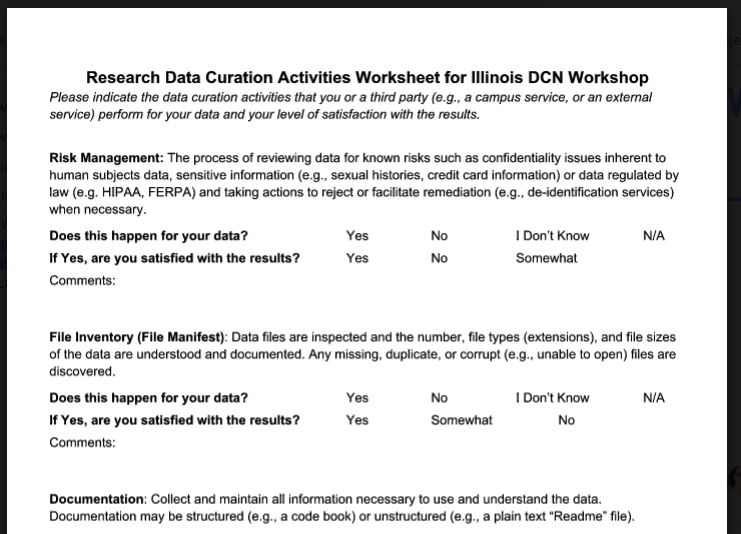 Research Data Curation Activities Worksheet for Illinois DCN Workshop
Please indicate the data curation activities that you or a third party (e.g., a campus service, or an external
service) perform for your data and your level of satisfaction with the results.
Risk Management: The process of reviewing data for known risks such as confidentiality issues inherent to
human subjects data, sensitive information (e.g., sexual histories, credit card information) or data regulated by
law (e.g. HIPAA, FERPA) and taking actions to reject or facilitate remediation (e.g., de-identification services)
when necessary.
Does this happen for your data? Yes No I Don't Know N/A
If Yes, are you satisfied with the results? Yes No Somewhat
Comments:
File Inventory (File Manifest): Data files are inspected and the number, file types (extensions), and file sizes
of the data are understood and documented. Any missing, duplicate, or corrupt (e.g., unable to open) files are
discovered.
Does this happen for your data? Yes No I Don't Know N/A
If Yes, are you satisfied with the results? Yes Somewhat No
Comments:
Documentation: Collect and maintain all information necessary to use and understand the data.
Documentation may be structured (e.g., a code book) or unstructured (e.g., a plain text “Readme” file).